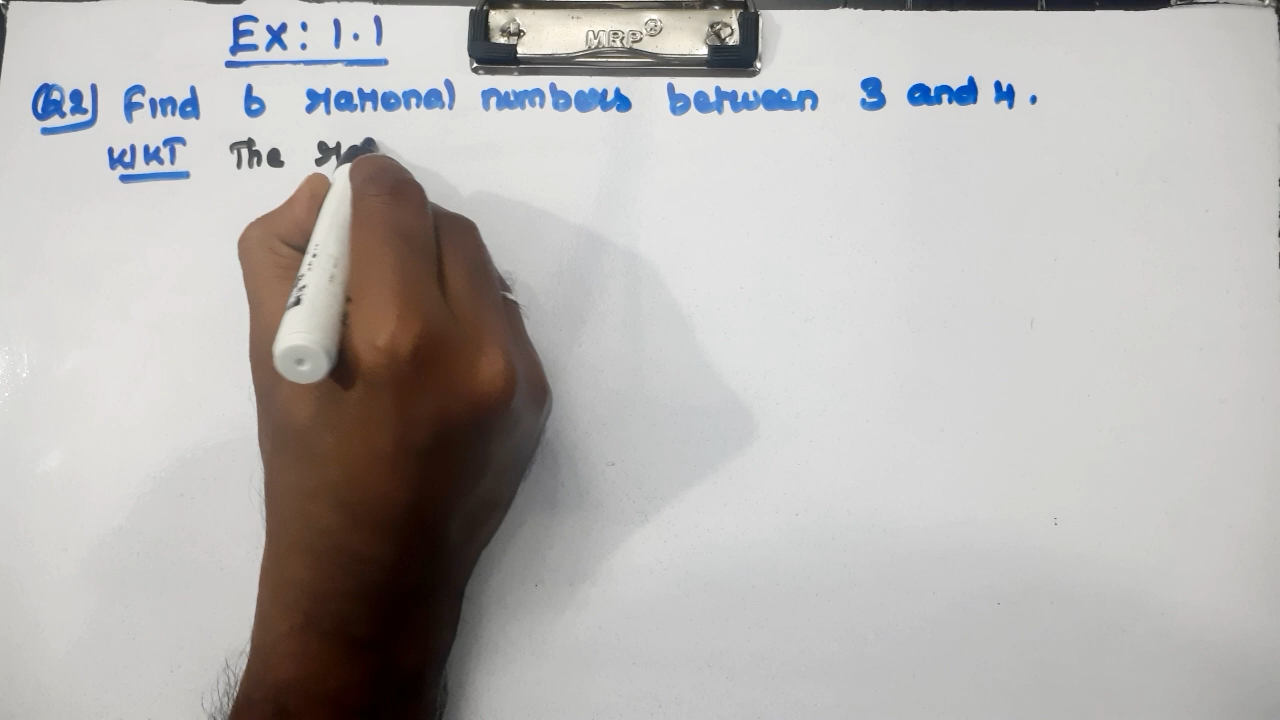 Ex: 1.1
MRP
Q2) Find 6 rational numbers between 3 and 4.
WKT The